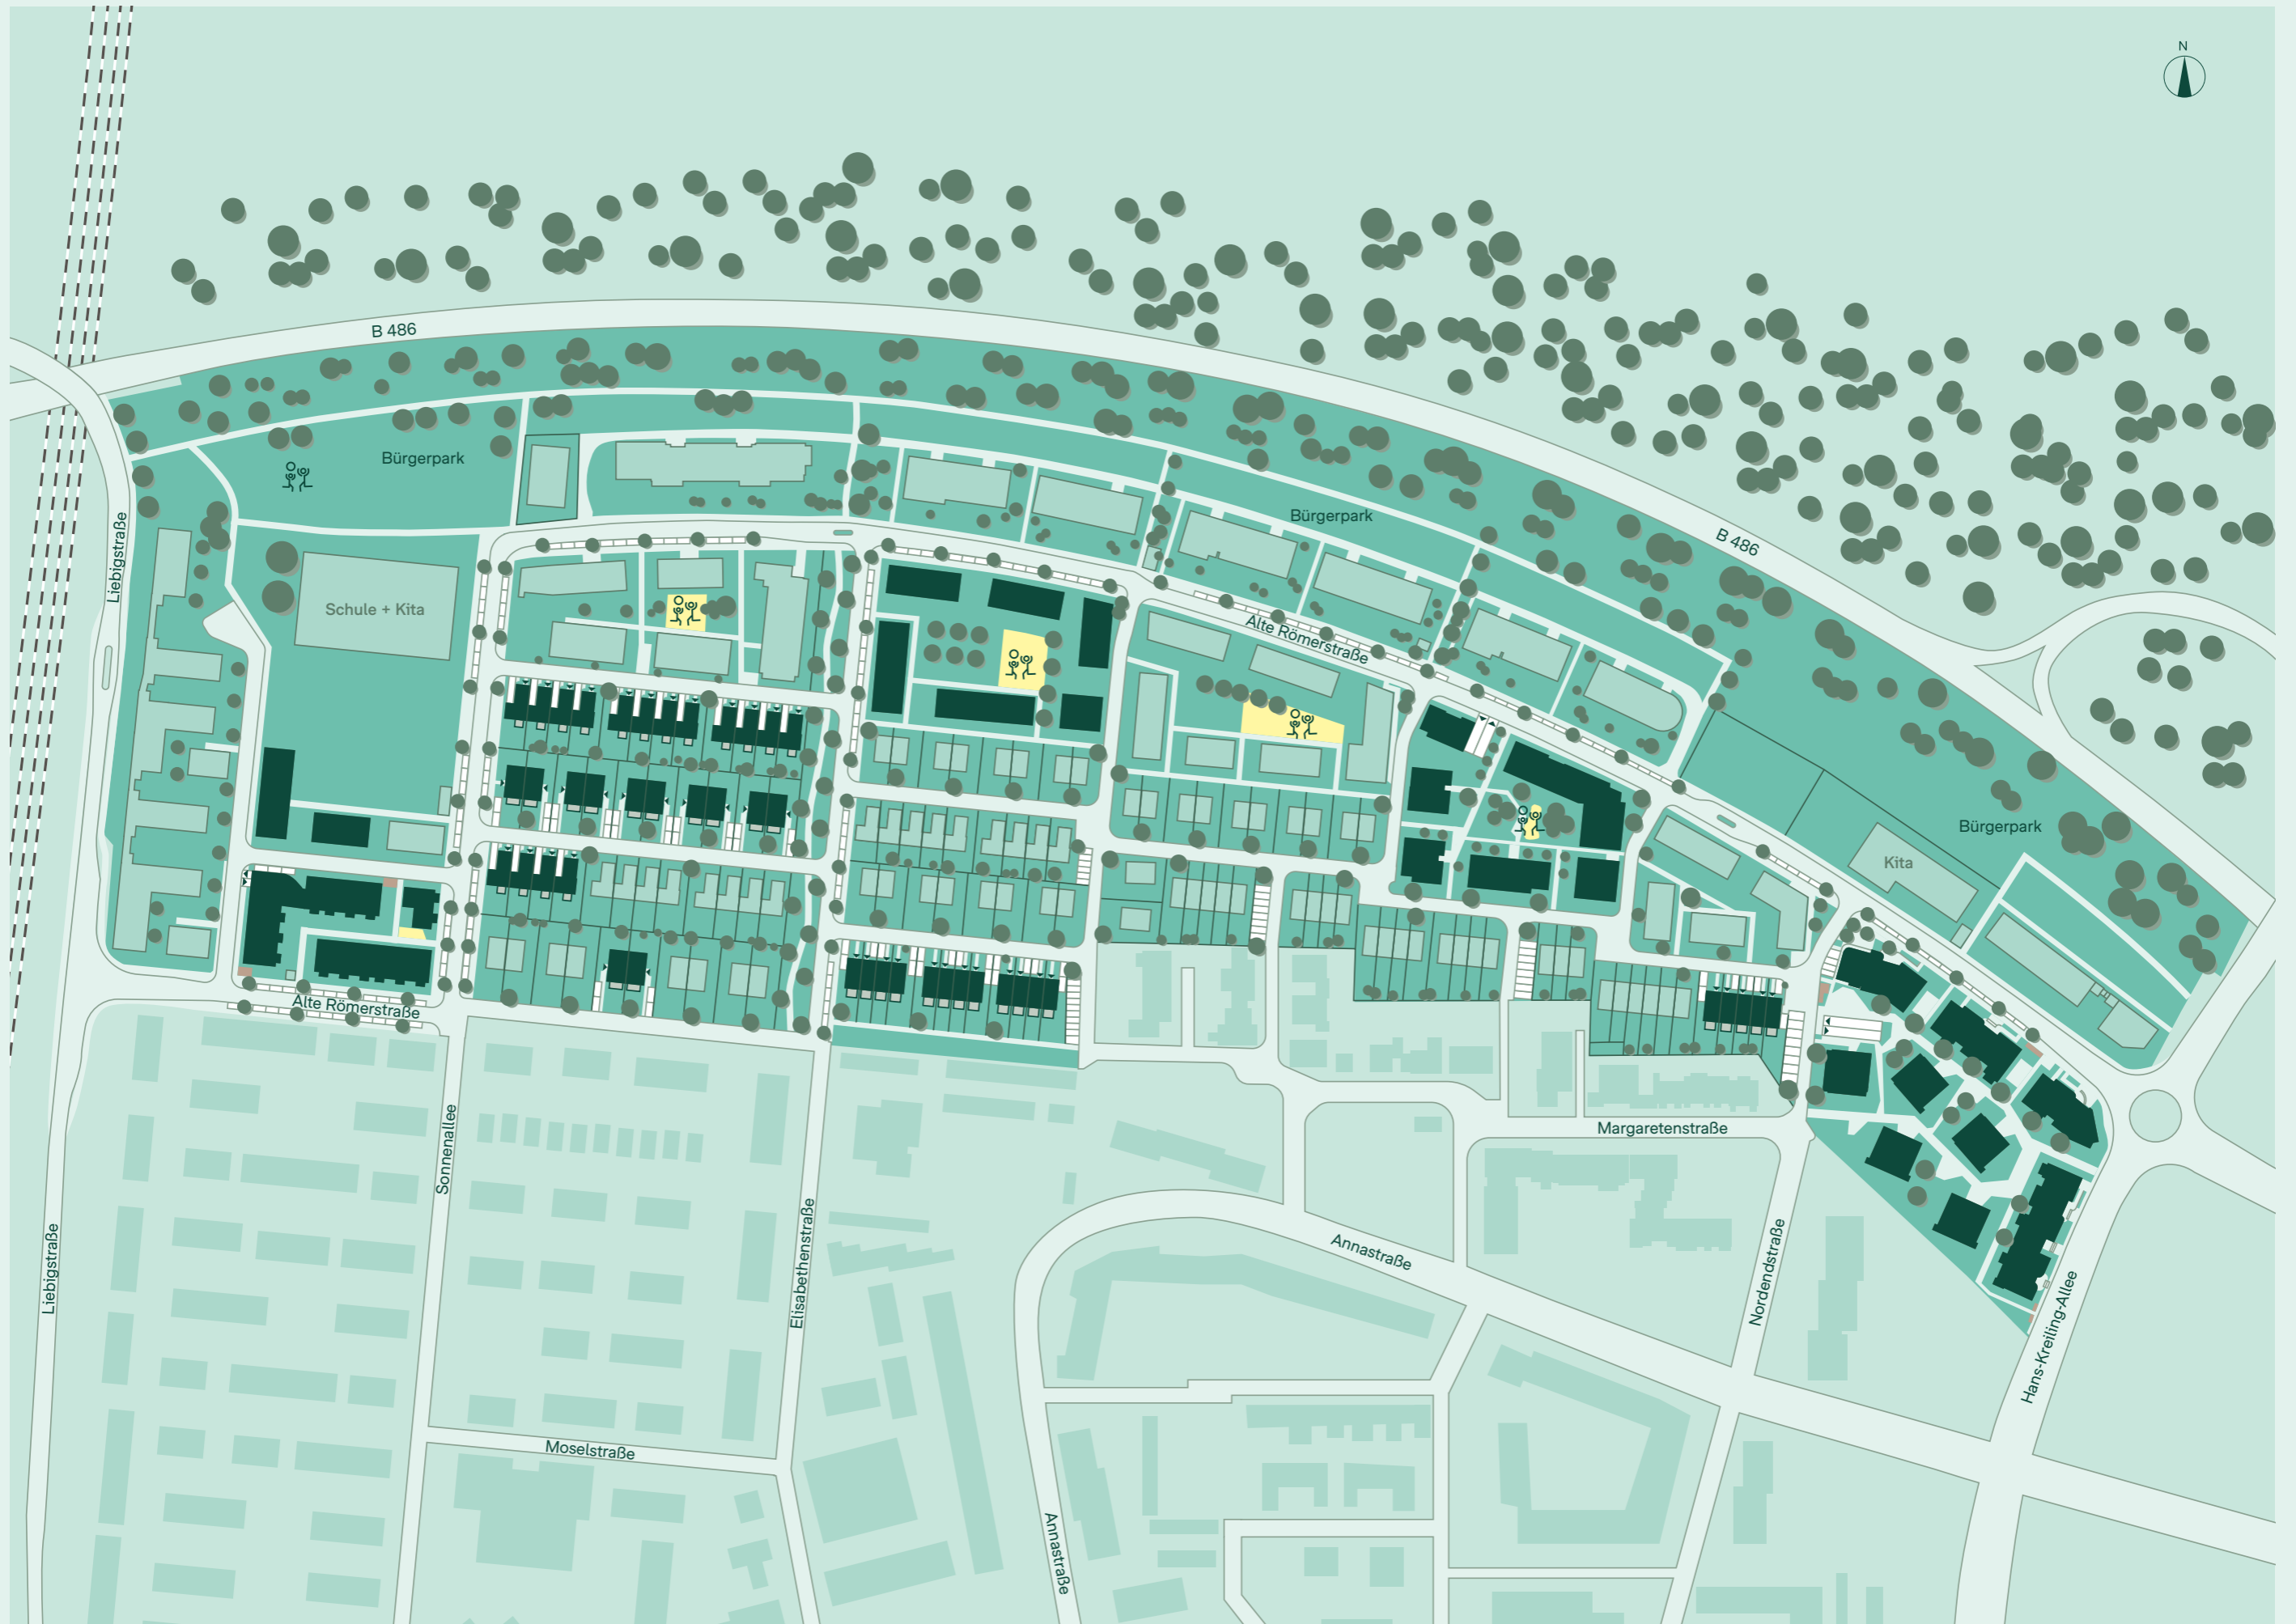 N
B 486
Bürgerpark
Bürgerpark
Liebigstraße
B 486
Schule + Kita
Alte Römerstraße
Bürgerpark
Kita
Alte Römerstraße
Margaretenstraße
Sonnenallee
Elisabethenstraße
Liebigstraße
Annastraße
Nordendstraße
Hans-Kreiling-Allee
Moselstraße
Annastraße